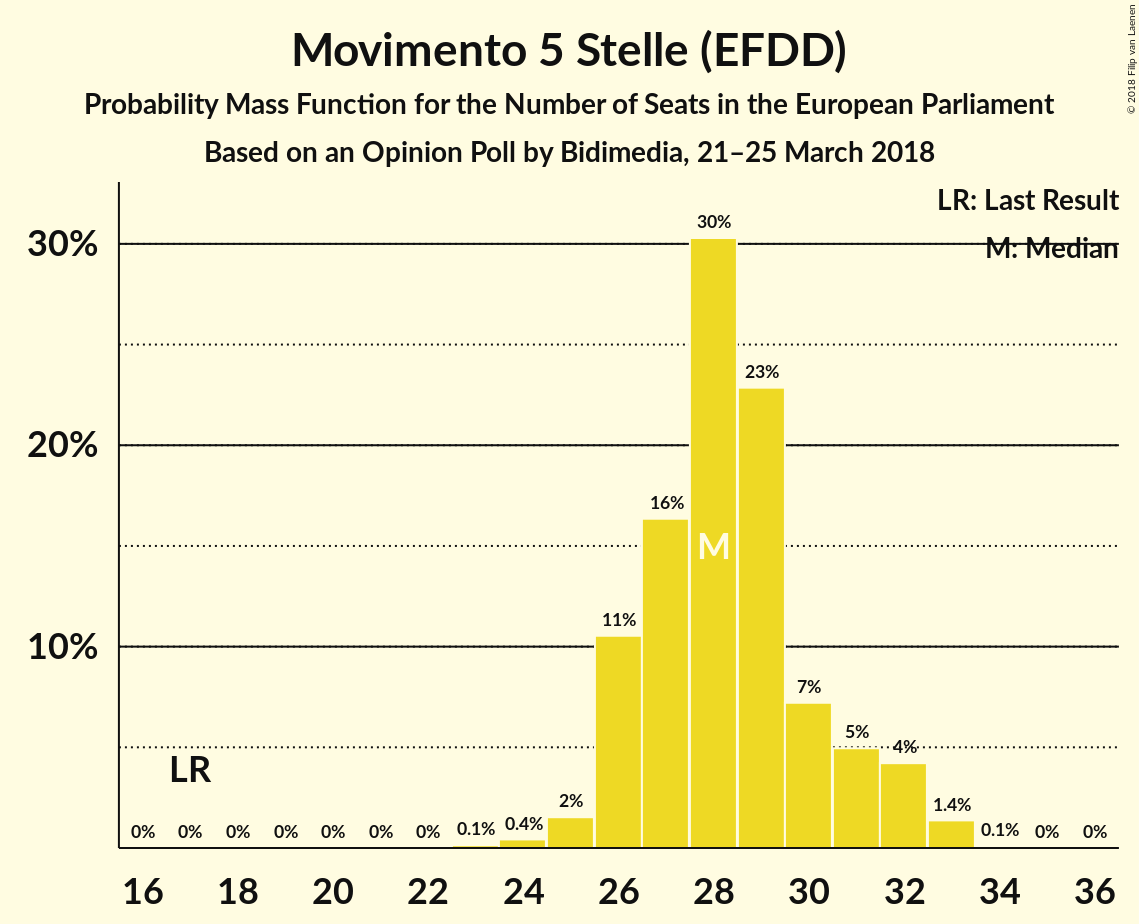 Movimento 5 Stelle (EFDD)
Probability Mass Function for the Number of Seats in the European Parliament
Based on an Opinion Poll by Bidimedia, 21–25 March 2018
© 2018 Filip van Laenen
LR: Last Result
M: Median
30%
20%
10%
30%
23%
16%
M
11%
7%
5%
4%
LR
2%
1.4%
0% 0% 0% 0% 0% 0% 0% 0.1% 0.4% 0.1% 0% 0%
16 18 20 22 24 26 28 30 32 34 36